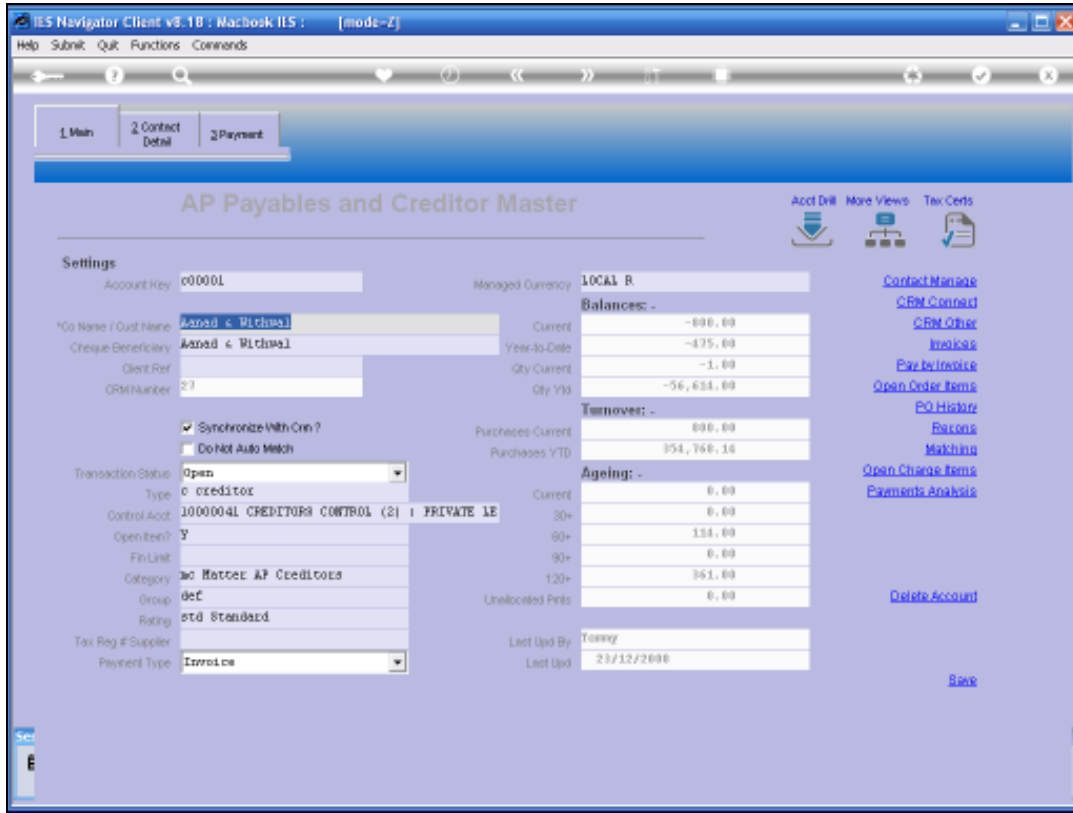 IES Navigator Client v8.18 : Macbook IES : [mode-Z]
Help Submit Quit Functions Commands
1 Main
2 Contact Detail
3 Payment
AP Payables and Creditor Master
Acct Drill More Views Tax Certs
Settings
Account Key c00001 Managed Currency LOCAL R
Balances: -
*Co Name / Cust Name Aanad & Withwal Current -800.00
Cheque Beneficiary Aanad & Withwal Year-to-Date -475.00
Client Ref Qty Current -1.00
CRM Number 27 Qty Ytd -56,614.00
Turnover: -
Synchronize With Crm ? Purchases Current 800.00
Do Not Auto Match Purchases YTD 354,768.14
Transaction Status Open Ageing: -
Type c creditor Current 0.00
Control Acct 10000041 CREDITORS CONTROL (2) : PRIVATE LE 30+ 0.00
Open Item? Y 60+ 114.00
Fin Limit 90+ 0.00
Category mc Matter AP Creditors 120+ 361.00
Group def Unallocated Pmts 0.00
Rating std Standard
Tax Reg # Supplier Last Upd By Tommy
Payment Type Invoice Last Upd 23/12/2008
Contact Manage
CRM Connect
CRM Other
Invoices
Pay by Invoice
Open Order Items
PO History
Recons
Matching
Open Charge Items
Payments Analysis
Delete Account
Save